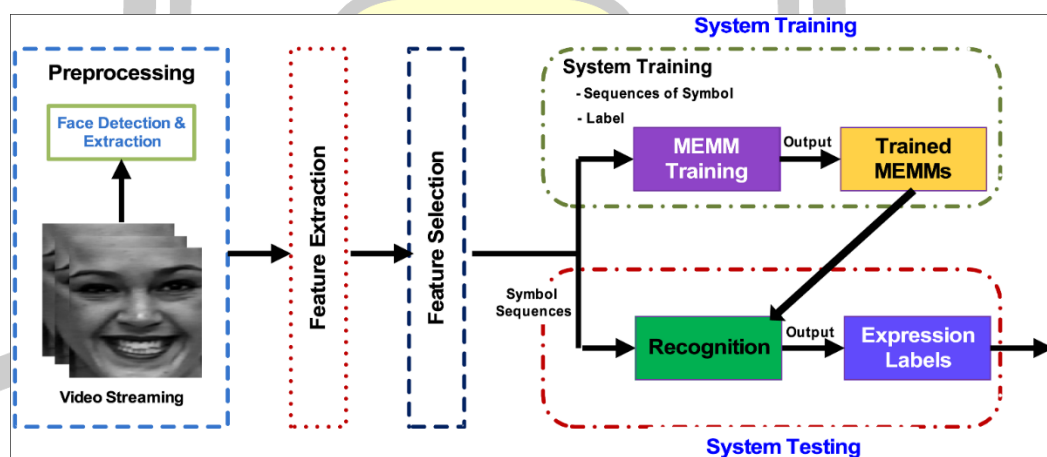 System Training
Preprocessing
Face Detection &
Extraction
Video Streaming
Feature Extraction
Feature Selection
System Training
- Sequences of Symbol
- Label
MEMM
Training
Output
Trained
MEMMs
Symbol
Sequences
Recognition
Output
Expression
Labels
System Testing